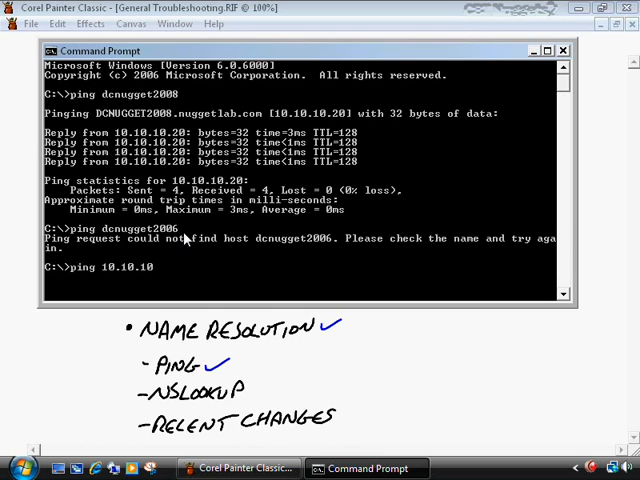 Corel Painter Classic - [General Troubleshooting.RIF @ 100%]
File Edit Effects Canvas Window Help
Command Prompt
Microsoft Windows [Version 6.0.6000]
Copyright (c) 2006 Microsoft Corporation. All rights reserved.
C:\>ping dcnugget2008
Pinging DCNUGGET2008.nuggetlab.com [10.10.10.20] with 32 bytes of data:
Reply from 10.10.10.20: bytes=32 time=3ms TTL=128
Reply from 10.10.10.20: bytes=32 time<1ms TTL=128
Reply from 10.10.10.20: bytes=32 time<1ms TTL=128
Reply from 10.10.10.20: bytes=32 time<1ms TTL=128
Ping statistics for 10.10.10.20:
Packets: Sent = 4, Received = 4, Lost = 0 (0% loss),
Approximate round trip times in milli-seconds:
Minimum = 0ms, Maximum = 3ms, Average = 0ms
C:\>ping dcnugget2006
Ping request could not find host dcnugget2006. Please check the name and try aga
in.
C:\>ping 10.10.10
• NAME RESOLUTION ✓
- PING ✓
- NSLOOKUP
- RECENT CHANGES
Corel Painter Classic... Command Prompt 8:07 PM